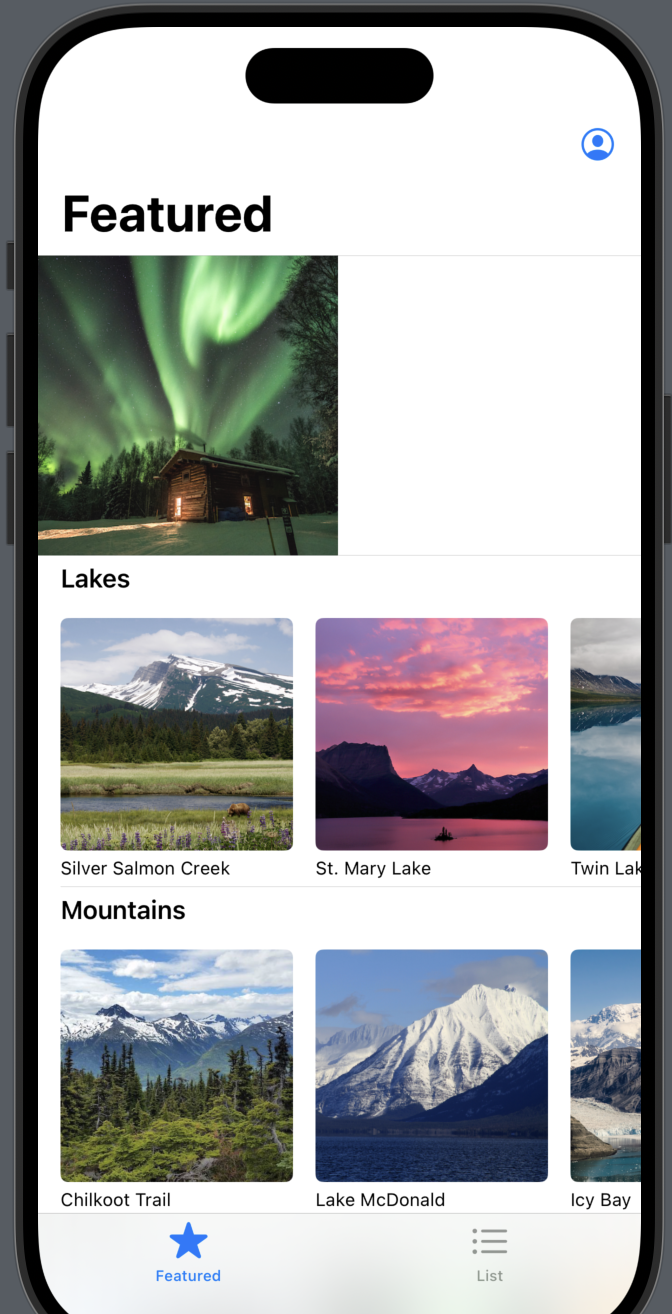 Featured
Lakes
Silver Salmon Creek
St. Mary Lake
Twin Lak
Mountains
Chilkoot Trail
Lake McDonald
Icy Bay
Featured
List